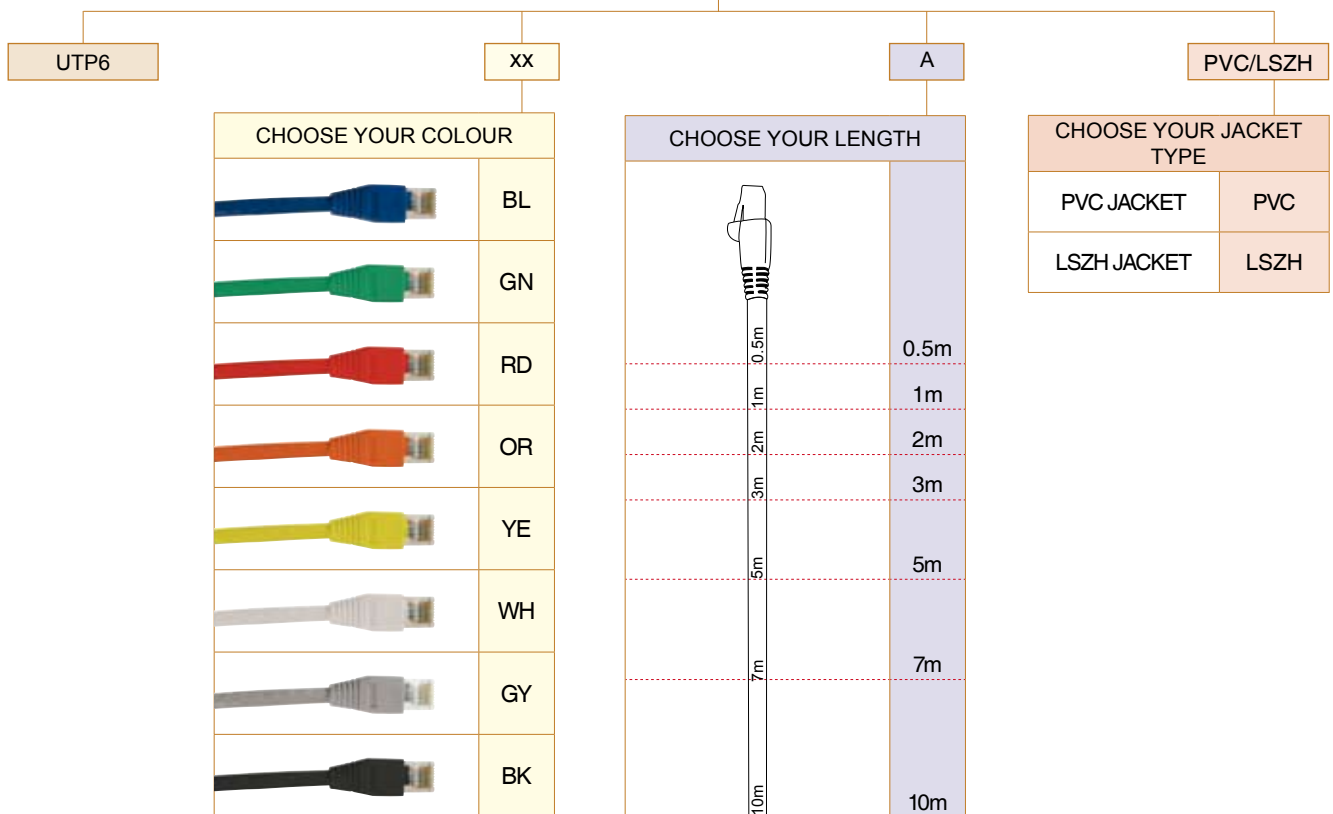 UTP6
xx
A
PVC/LSZH
CHOOSE YOUR COLOUR
BL
GN
RD
OR
YE
WH
GY
BK
CHOOSE YOUR LENGTH
0.5m
0.5m
1m
1m
2m
2m
3m
3m
5m
5m
7m
7m
10m
10m
CHOOSE YOUR JACKET
TYPE
PVC JACKET PVC
LSZH JACKET LSZH